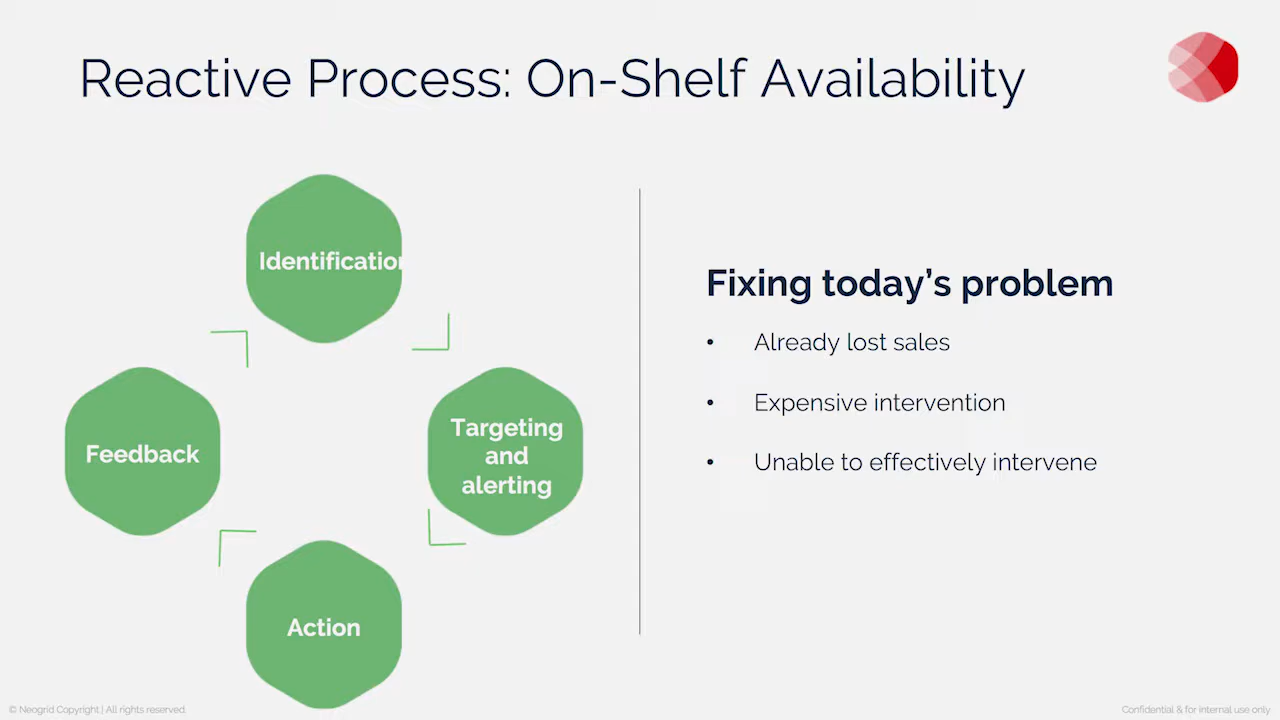 Reactive Process: On-Shelf Availability
Identification
Targeting
and
alerting
Action
Feedback
Fixing today’s problem
• Already lost sales
• Expensive intervention
• Unable to effectively intervene
© Neogrid Copyright | All rights reserved.
Confidential & for internal use only